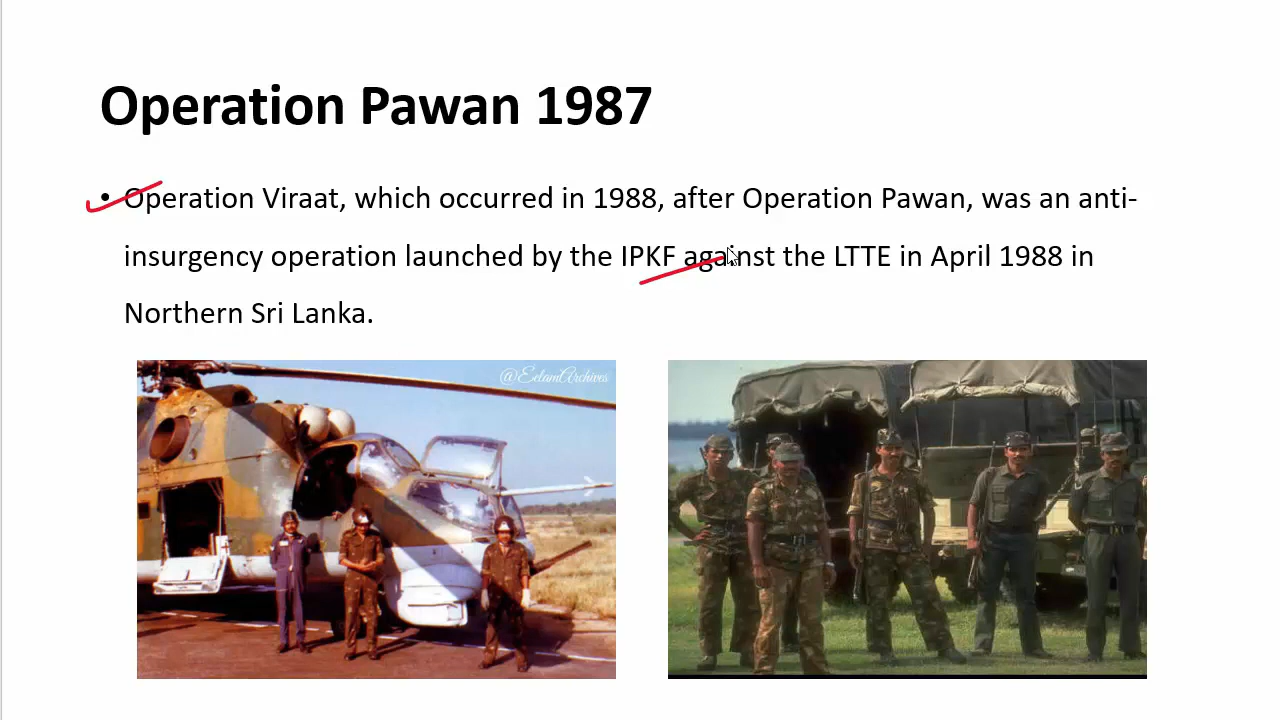 Operation Pawan 1987
• Operation Viraat, which occurred in 1988, after Operation Pawan, was an anti-
insurgency operation launched by the IPKF against the LTTE in April 1988 in
Northern Sri Lanka.
@EelamArchives